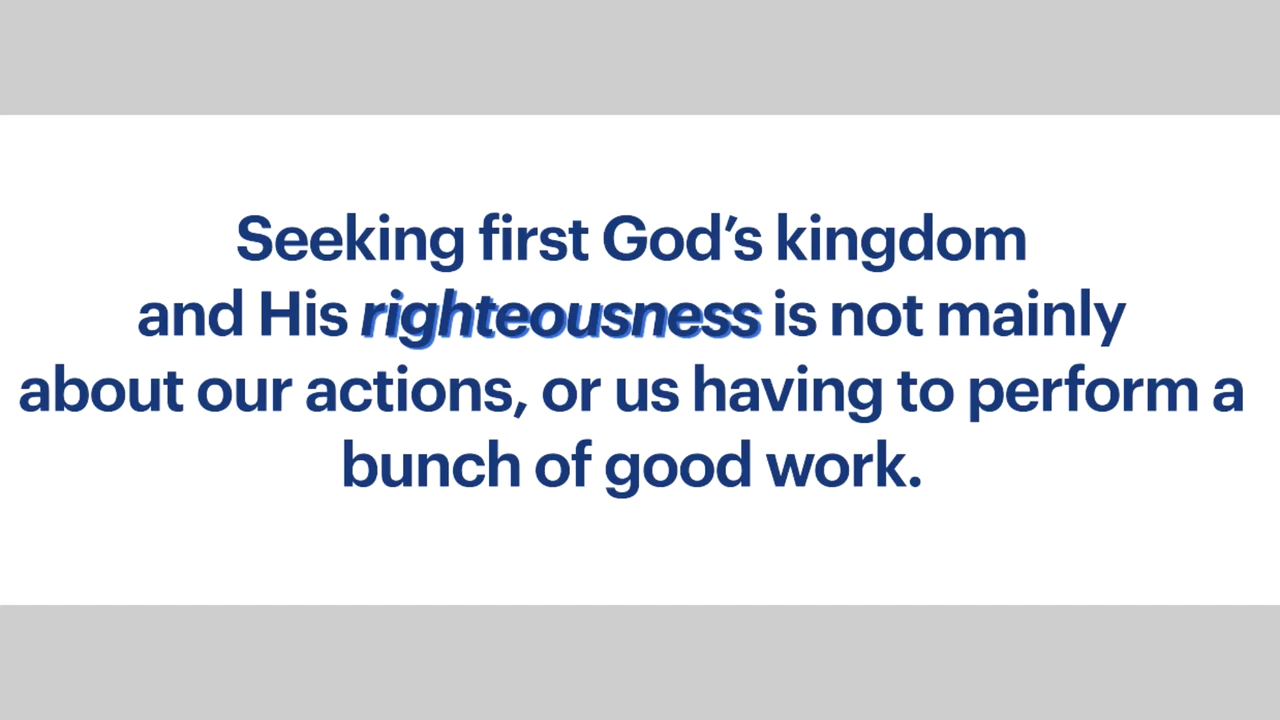 Seeking first God’s kingdom
and His righteousness is not mainly
about our actions, or us having to perform a
bunch of good work.